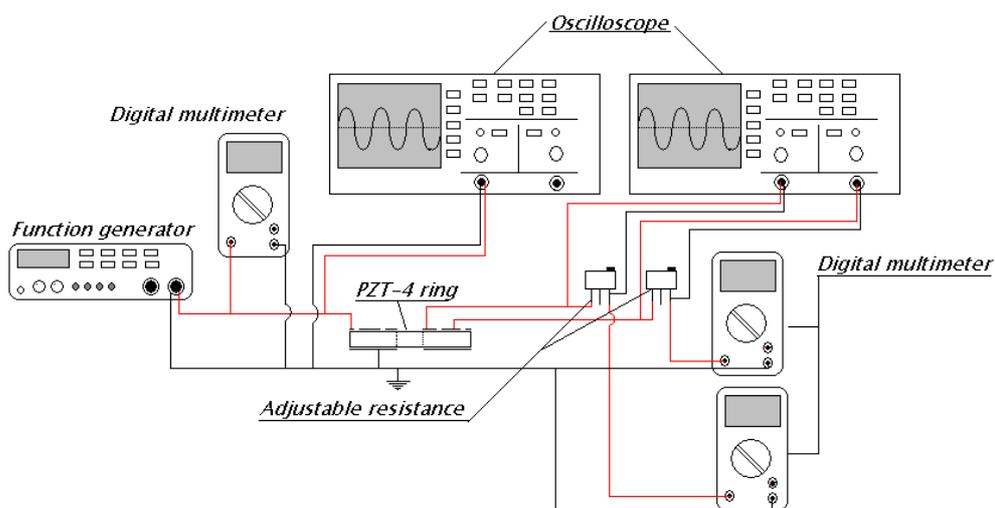 Oscilloscope
Digital multimeter
Function generator
Digital multimeter
PZT-4 ring
Adjustable resistance